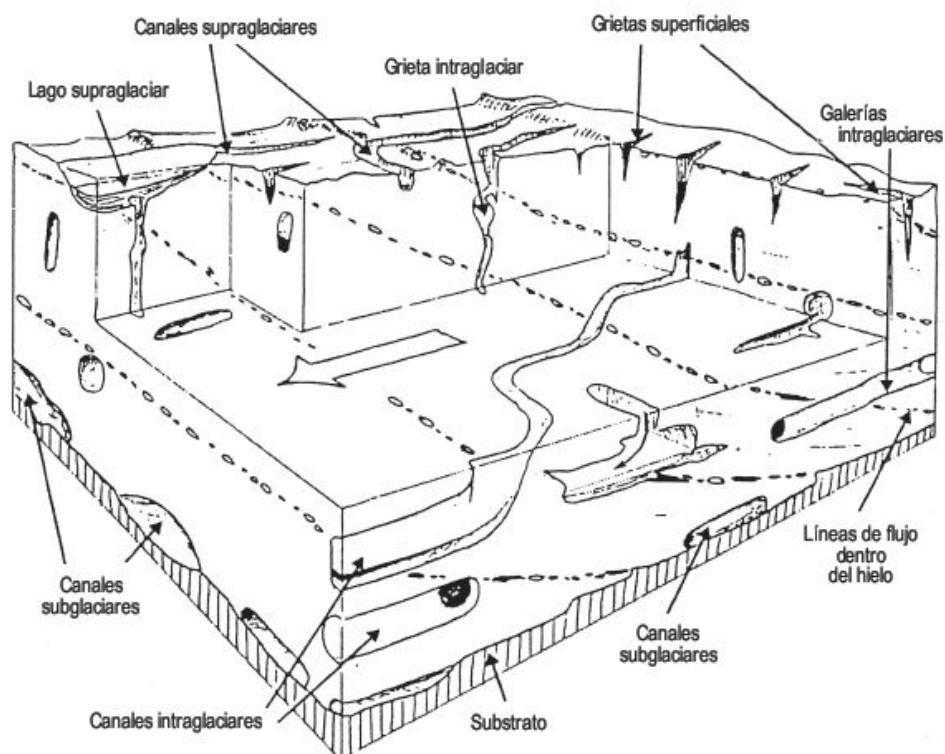 Canales supraglaciares
Grietas superficiales
Grieta intraglaciar
Lago supraglaciar
Galerías
intraglaciares
Líneas de flujo
dentro
del hielo
Canales
subglaciares
Canales
subglaciares
Canales intraglaciares
Substrato